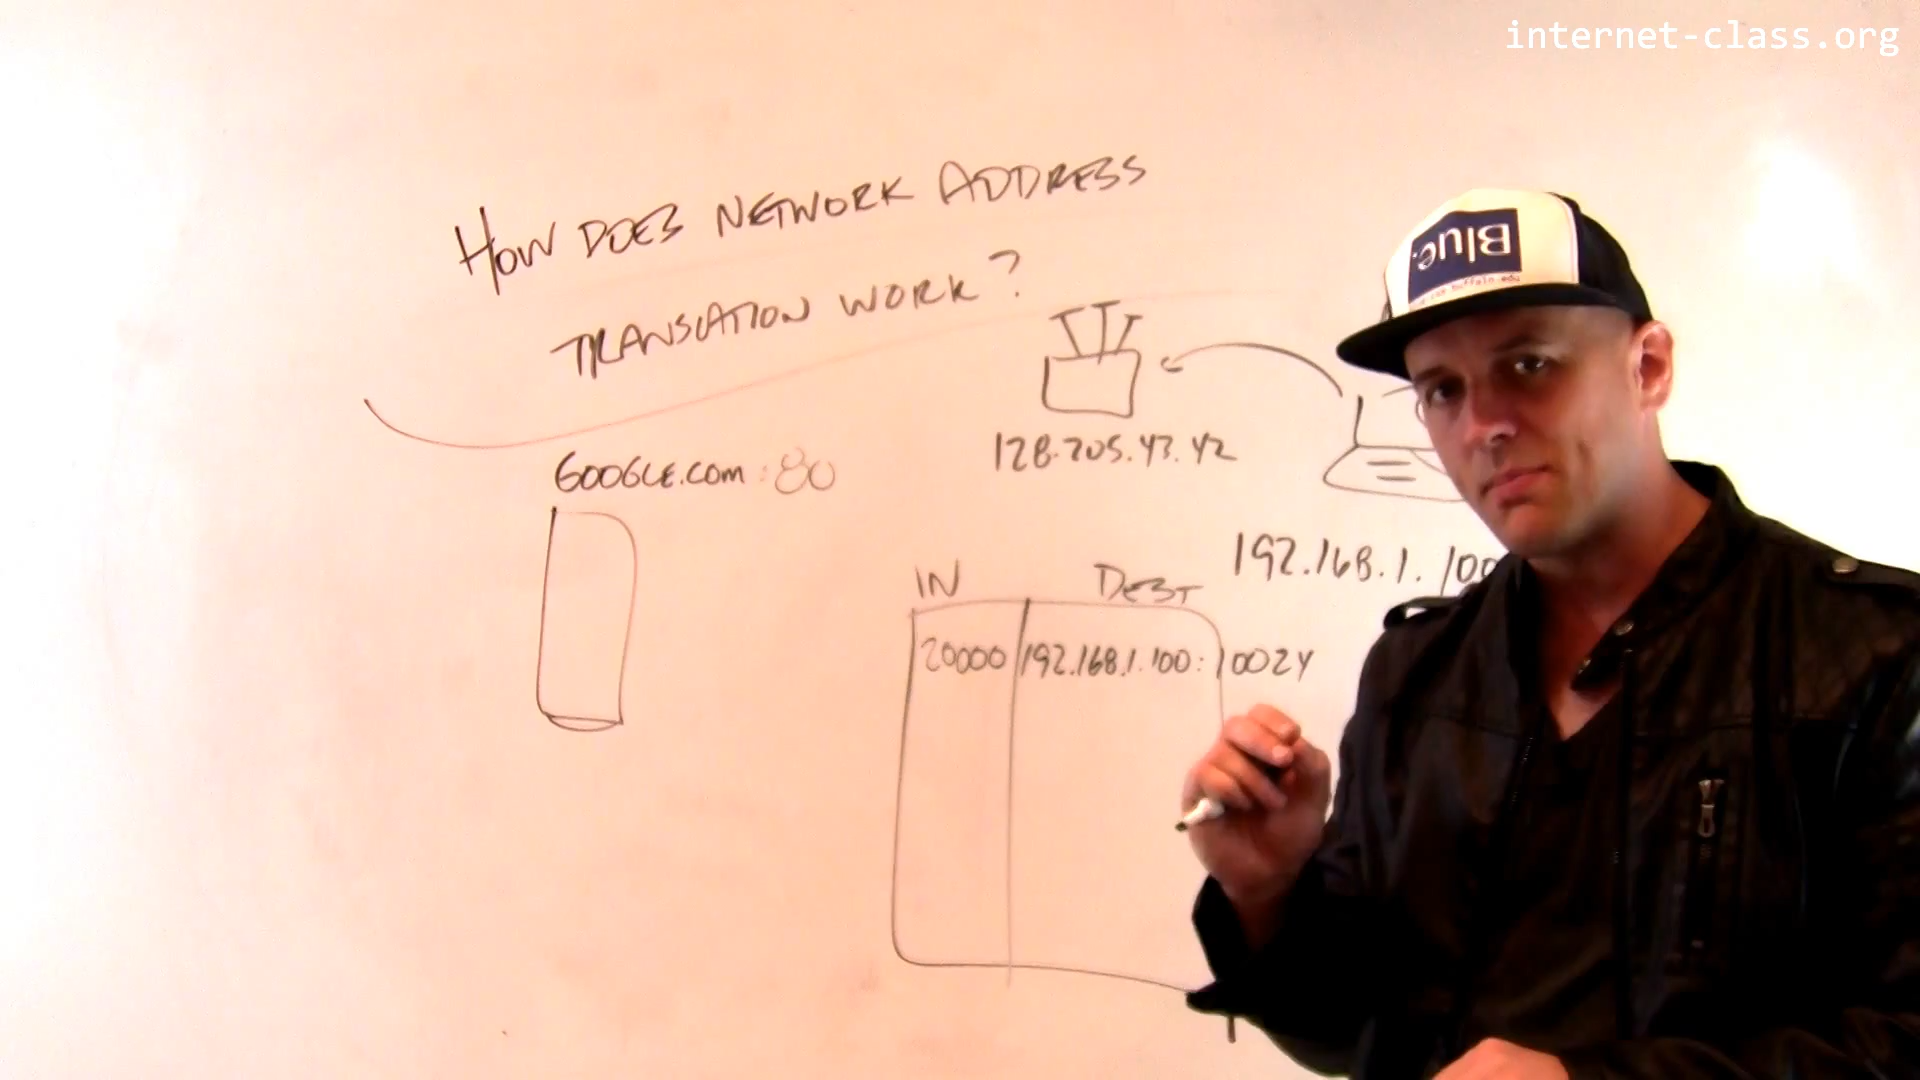 internet-class.org
HOW DOES NETWORK ADDRESS
TRANSLATION WORK?
Blue.
GOOGLE.COM:80
128.205.43.42
192.168.1.100
IN DEST
20000 192.168.1.100:10024